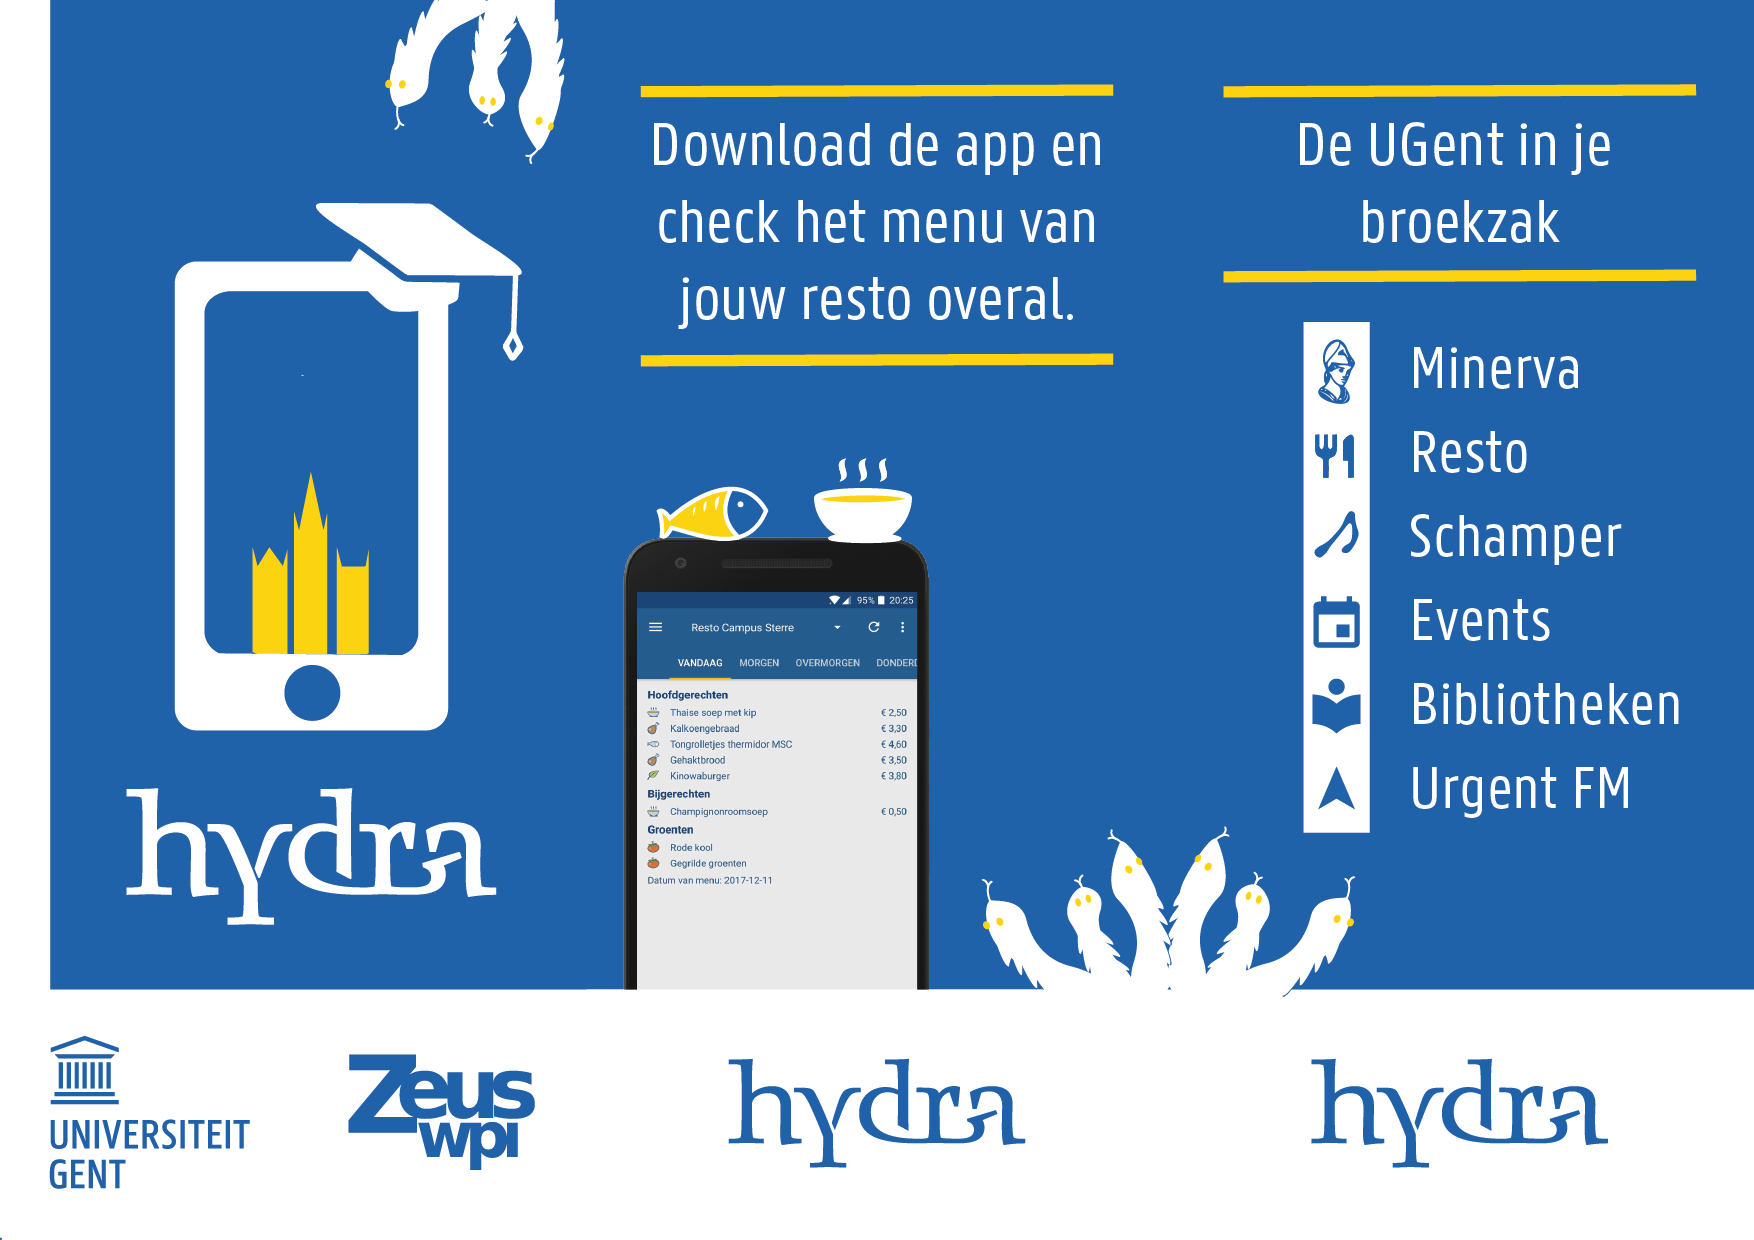 Download de app en
check het menu van
jouw resto overal.
De UGent in je
broekzak
Minerva
Resto
Schamper
Events
Bibliotheken
Urgent FM
95% 20:25
Resto Campus Sterre
VANDAAG MORGEN OVERMORGEN DONDERD
Hoofdgerechten
Thaise soep met kip € 2,50
Kalkoengebraad € 3,30
Tongrolletjes thermidor MSC € 4,60
Gehaktbrood € 3,50
Kinowaburger € 3,80
Bijgerechten
Champignonroomsoep € 0,50
Groenten
Rode kool
Gegrilde groenten
Datum van menu: 2017-12-11
hydra
UNIVERSITEIT
GENT
Zeus
wpi
hydra
hydra